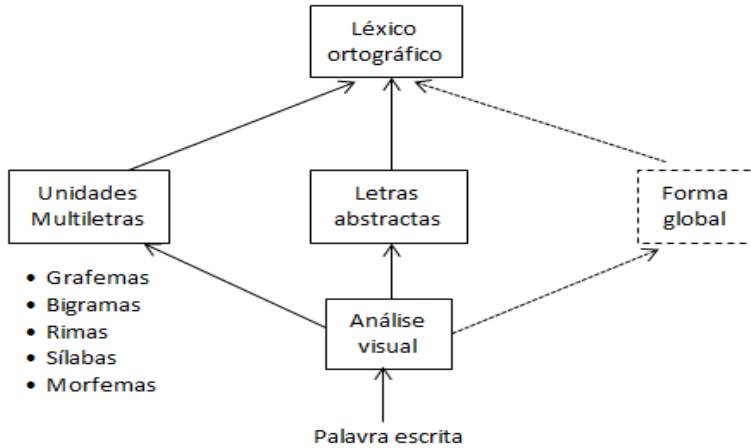 Léxico
ortográfico
Unidades
Multiletras
Letras
abstractas
Forma
global
• Grafemas
• Bigramas
• Rimas
• Sílabas
• Morfemas
Análise
visual
Palavra escrita